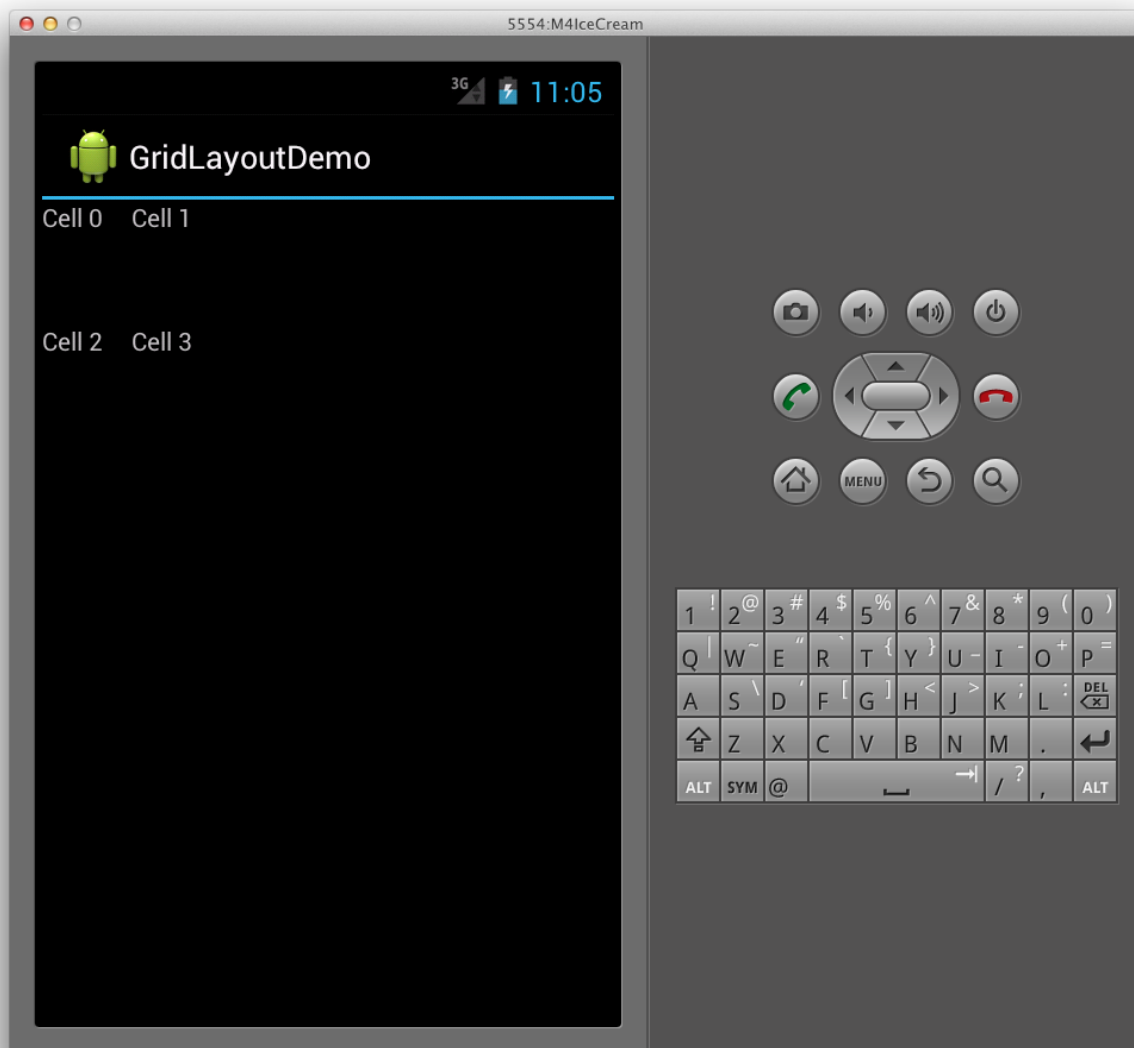 5554:M4IceCream
3G 11:05
GridLayoutDemo
Cell 0 Cell 1
Cell 2 Cell 3
MENU
1 ! 2 @ 3 # 4 $ 5 % 6 ^ 7 & 8 * 9 ( 0 )
Q | W ~ E “ R ` T { Y } U _ I - O + P =
A S \ D ‘ F [ G ] H < J > K ; L : DEL
Z X C V B N M .
ALT SYM @ / ? , ALT